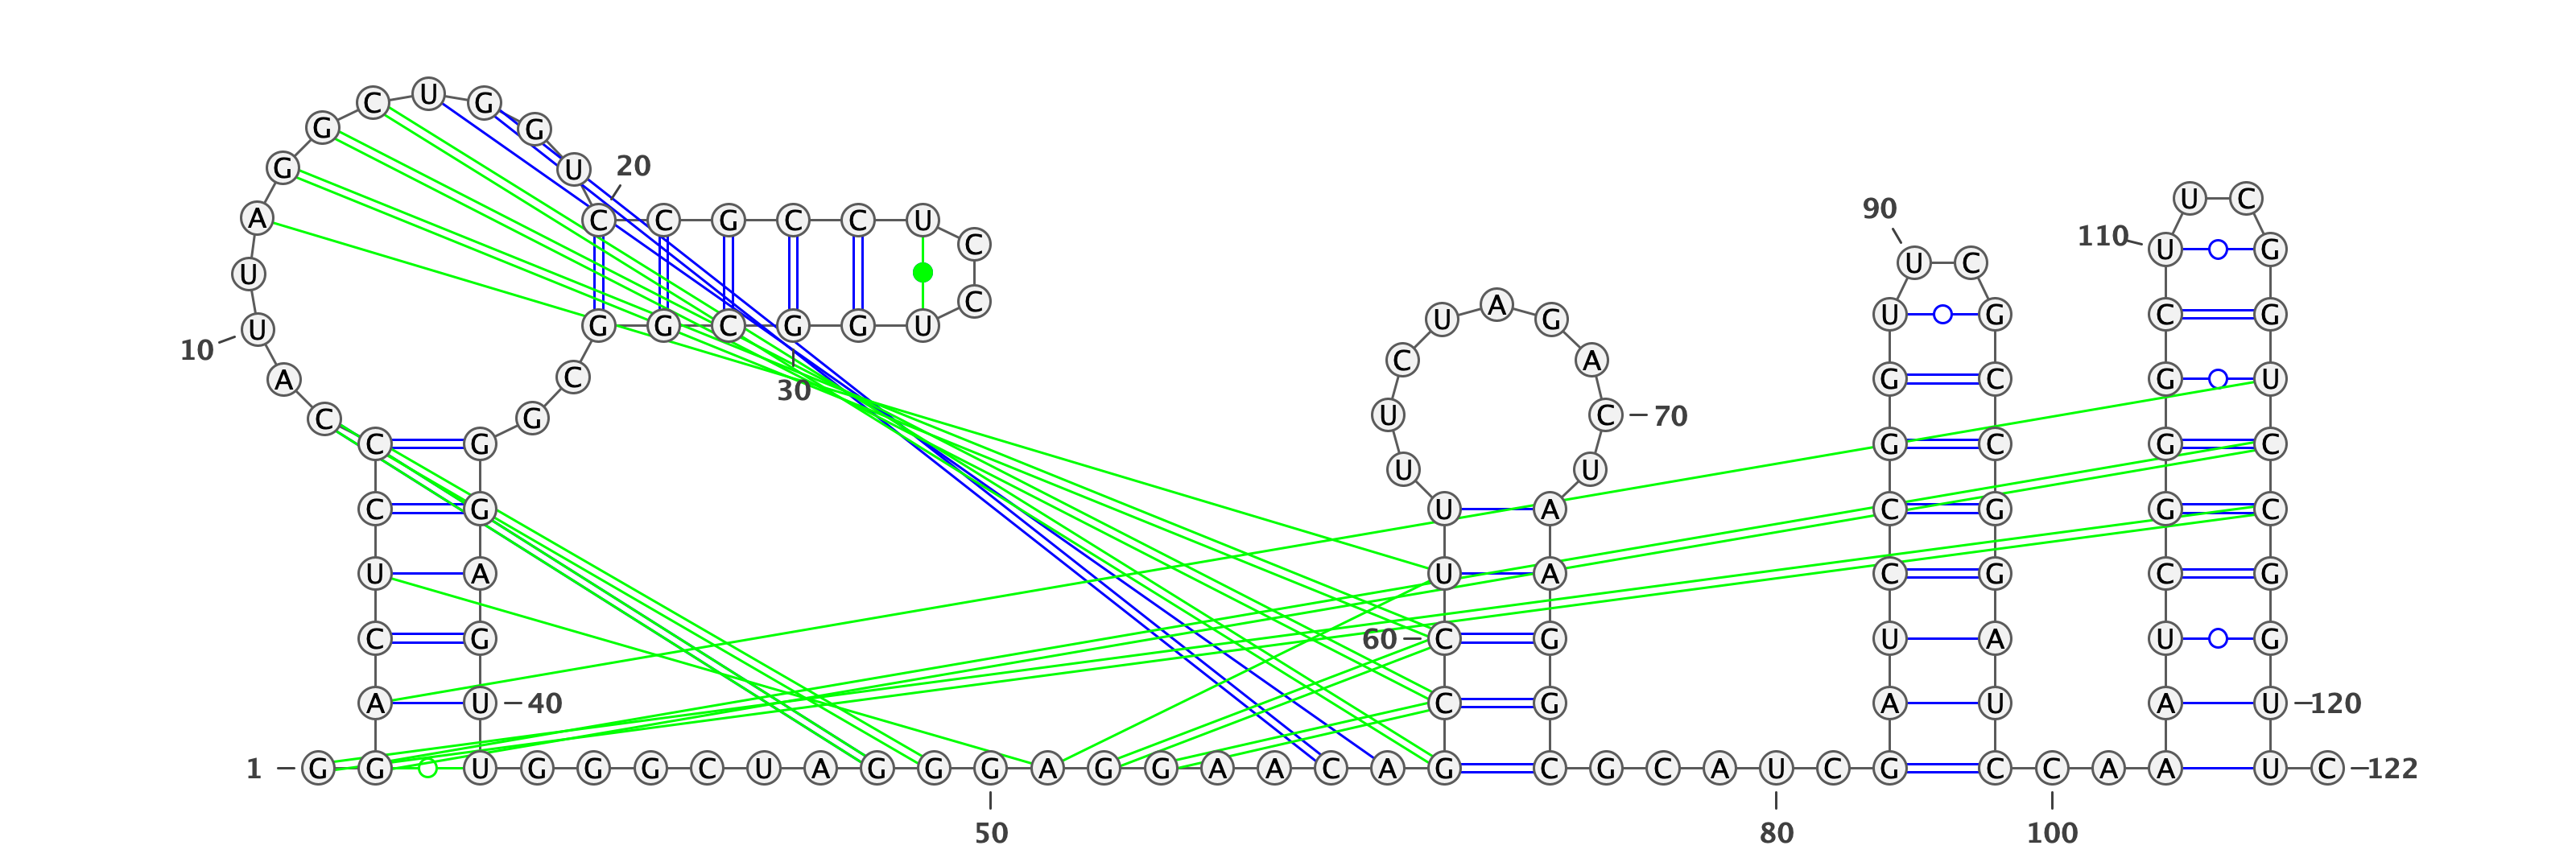 C U G
G G
20
G U
U C
90
A C C G C C U
110 U G
C
U C
U C
A
U G G C G G U U G U G C G
10 C A
A C 30 G C G U
C G U C 70
C G G C G C
U U
C G U A C G G C
U A U A C G C G
C G 60 C G U A U G
A U 40 C G A U A U 120
1 G G U G G G C U A G G G A G G A A C A G C G C A U C G C C A A U C 122
50 80 100